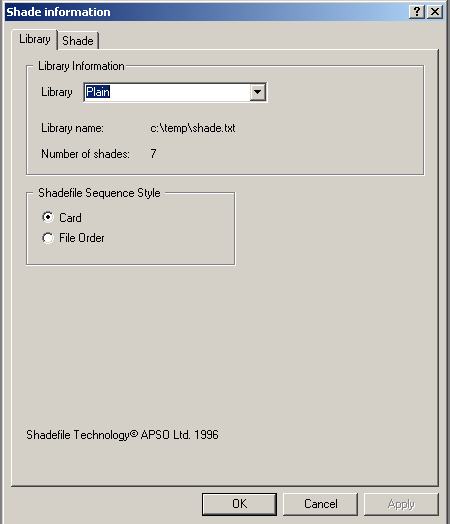 Shade information
Library Shade
Library Information
Library Plain
Library name: c:\temp\shade.txt
Number of shades: 7
Shadefile Sequence Style
Card
File Order
Shadefile Technology© APSO Ltd. 1996
OK Cancel Apply